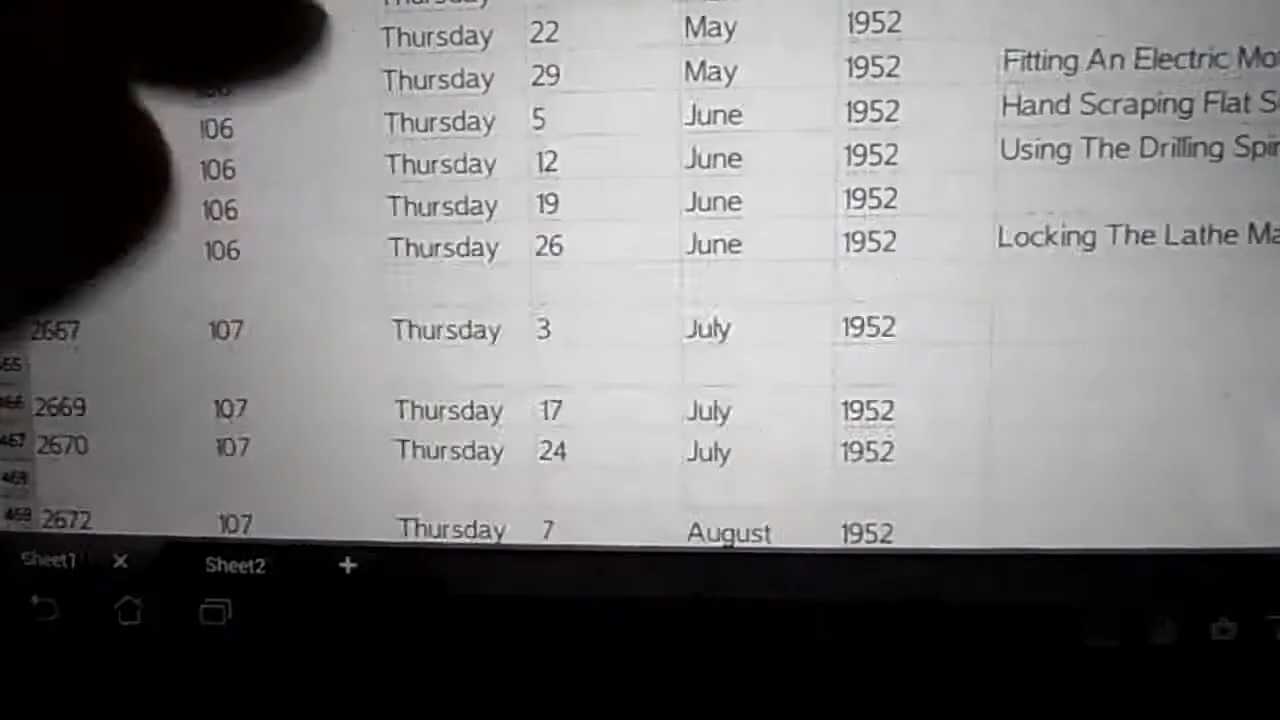 Thursday 22 May 1952
Thursday 29 May 1952 Fitting An Electric
106 Thursday 5 June 1952 Hand Scraping Flat
106 Thursday 12 June 1952 Using The Drilling
106 Thursday 19 June 1952
106 Thursday 26 June 1952 Locking The Lathe
2667 107 Thursday 3 July 1952
2669 107 Thursday 17 July 1952
467 2670 107 Thursday 24 July 1952
469 2672 107 Thursday 7 August 1952
Sheet1 × Sheet2 +